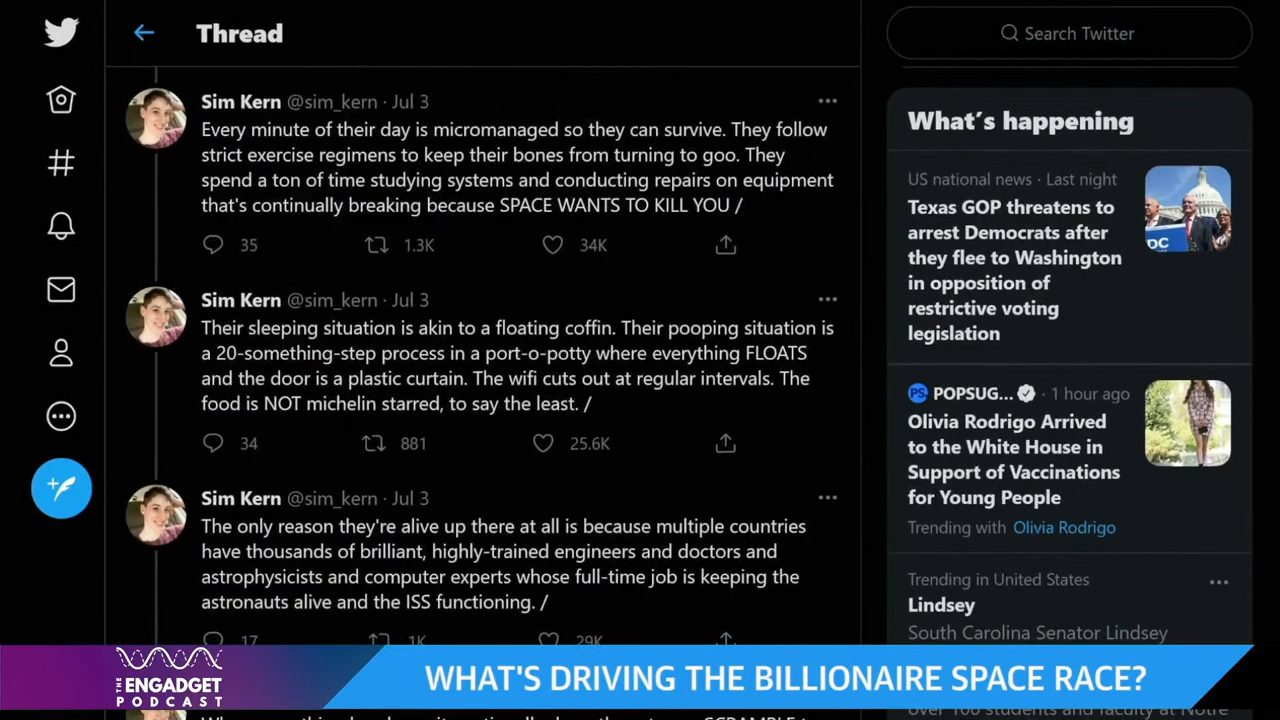 Thread
Sim Kern @sim_kern · Jul 3
Every minute of their day is micromanaged so they can survive. They follow
strict exercise regimens to keep their bones from turning to goo. They
spend a ton of time studying systems and conducting repairs on equipment
that's continually breaking because SPACE WANTS TO KILL YOU /
35 1.3K 34K
Sim Kern @sim_kern · Jul 3
Their sleeping situation is akin to a floating coffin. Their pooping situation is
a 20-something-step process in a port-o-potty where everything FLOATS
and the door is a plastic curtain. The wifi cuts out at regular intervals. The
food is NOT michelin starred, to say the least. /
34 881 25.6K
Sim Kern @sim_kern · Jul 3
The only reason they're alive up there at all is because multiple countries
have thousands of brilliant, highly-trained engineers and doctors and
astrophysicists and computer experts whose full-time job is keeping the
astronauts alive and the ISS functioning. /
17 1K 29K
Search Twitter
What's happening
US national news · Last night
Texas GOP threatens to
arrest Democrats after
they flee to Washington
in opposition of
restrictive voting
legislation
DC
PS POPSUG... · 1 hour ago
Olivia Rodrigo Arrived
to the White House in
Support of Vaccinations
for Young People
Trending with Olivia Rodrigo
Trending in United States
Lindsey
South Carolina Senator Lindsey
THE
ENGADGET
PODCAST
WHAT'S DRIVING THE BILLIONAIRE SPACE RACE?